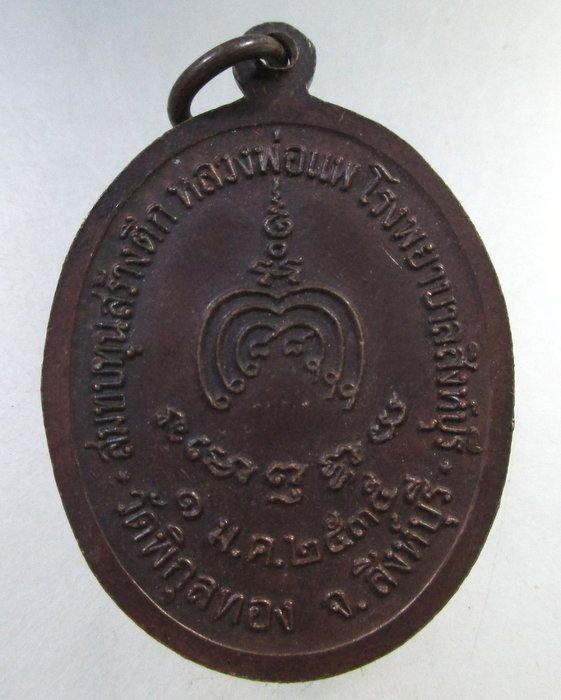 สมทบทุนสร้างตึก หลวงพ่อแพ โรงพยาบาลสิงห์บุรี
๑ ม.ค.๒๕๓๕
วัดพิกุลทอง จ.สิงห์บุรี